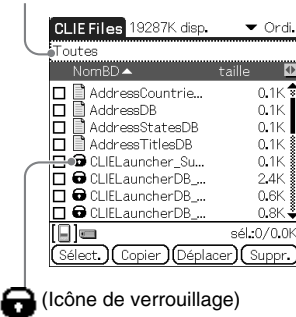 CLIE Files 19287K disp. Ordi.
Toutes
NomBD taille
AddressCountrie... 0.1K
AddressDB 0.1K
AddressStatesDB 0.1K
AddressTitlesDB 0.1K
CLIELauncher_Su... 0.1K
CLIELauncherDB_... 2.4K
CLIELauncherDB_... 0.6K
CLIELauncherDB_... 0.8K
sél.:0/0.0K
Sélect. Copier Déplacer Suppr.
(Icône de verrouillage)